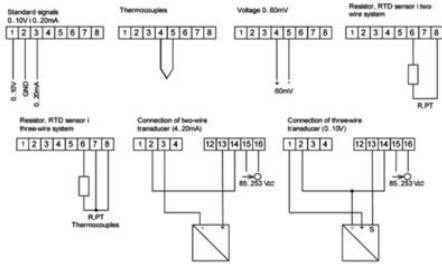 Standard signals
0..10V i 0..20mA
1 2 3 4 5 6 7 8
0..10V
GND
0..20mA
Thermocouples
1 2 3 4 5 6 7 8
Voltage 0..60mV
1 2 3 4 5 6 7 8
+ -
60mV
Resistor, RTD sensor i two-
wire system
1 2 3 4 5 6 7 8
R,PT
Resistor, RTD sensor i
three-wire system
1 2 3 4 5 6 7 8
R,PT
Thermocouples
Connection of two-wire
transducer (4..20mA)
1 2 3 4
12 13 14 15 16
85..253 V
- +
Connection of three-wire
transducer (0..10V)
1 2 3 4
12 13 14 15 16
85..253 V
- + S